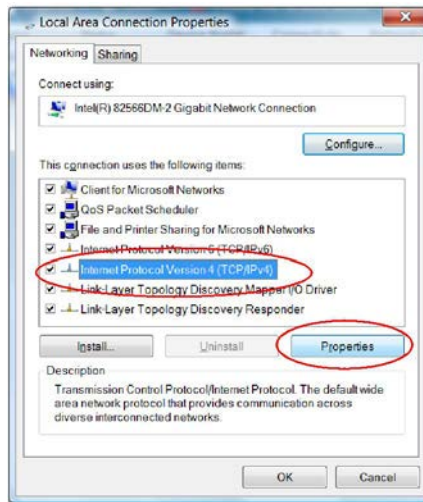 Local Area Connection Properties
Networking
Sharing
Connect using:
Intel(R) 82566DM-2 Gigabit Network Connection
Configure...
This connection uses the following items:
Client for Microsoft Networks
QoS Packet Scheduler
File and Printer Sharing for Microsoft Networks
Internet Protocol Version 6 (TCP/IPv6)
Internet Protocol Version 4 (TCP/IPv4)
Link-Layer Topology Discovery Mapper I/O Driver
Link-Layer Topology Discovery Responder
Install...
Uninstall
Properties
Description
Transmission Control Protocol/Internet Protocol. The default wide
area network protocol that provides communication across
diverse interconnected networks.
OK
Cancel